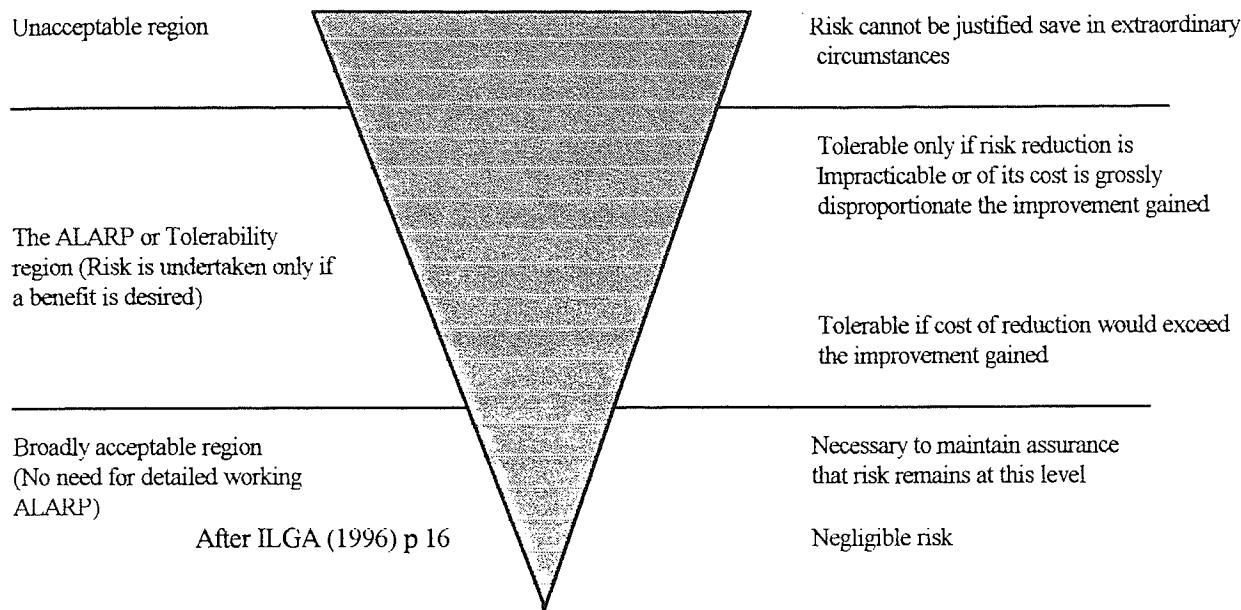 Unacceptable region
Risk cannot be justified save in extraordinary
circumstances
Tolerable only if risk reduction is
Impracticable or of its cost is grossly
disproportionate the improvement gained
The ALARP or Tolerability
region (Risk is undertaken only if
a benefit is desired)
Tolerable if cost of reduction would exceed
the improvement gained
Broadly acceptable region
(No need for detailed working
ALARP)
Necessary to maintain assurance
that risk remains at this level
After ILGA (1996) p 16
Negligible risk